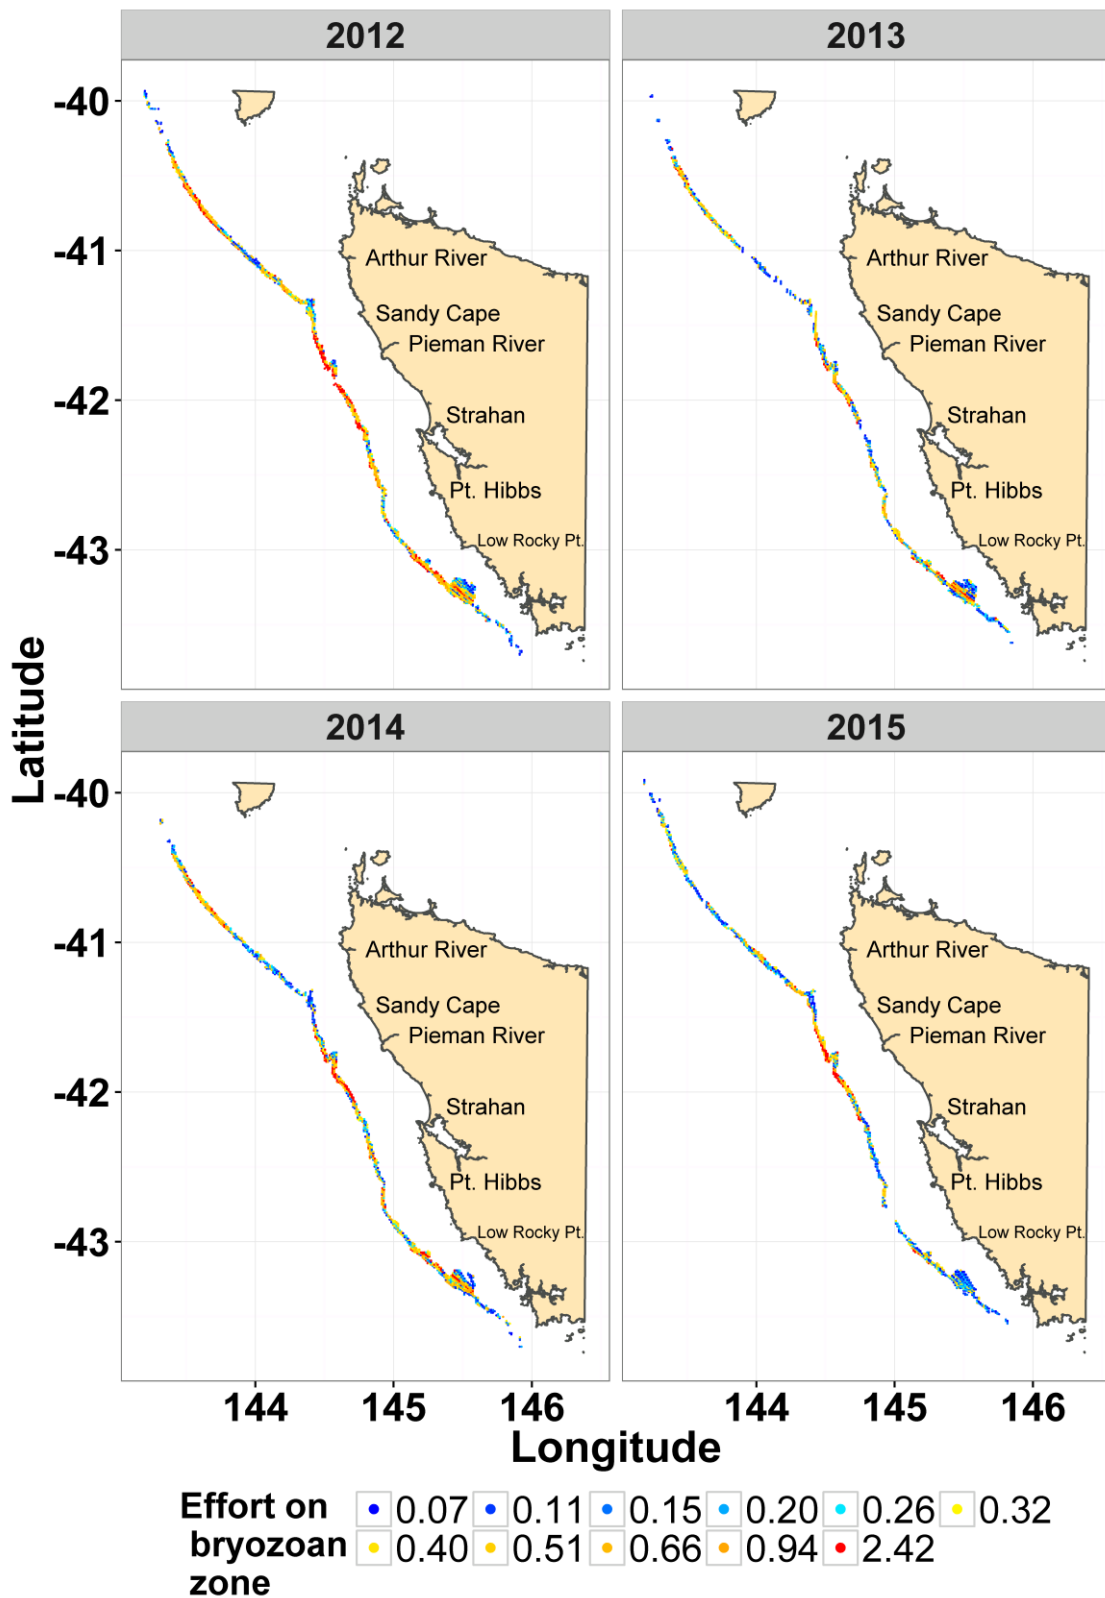 2012
2013
-40
-41
-42
-43
Arthur River
Sandy Cape
Pieman River
Strahan
Pt. Hibbs
Low Rocky Pt.
Arthur River
Sandy Cape
Pieman River
Strahan
Pt. Hibbs
Low Rocky Pt.
Latitude
2014
2015
-40
-41
-42
-43
Arthur River
Sandy Cape
Pieman River
Strahan
Pt. Hibbs
Low Rocky Pt.
Arthur River
Sandy Cape
Pieman River
Strahan
Pt. Hibbs
Low Rocky Pt.
144 145 146 144 145 146
Longitude
Effort on
bryozoan
zone
0.07 0.11 0.15 0.20 0.26 0.32
0.40 0.51 0.66 0.94 2.42